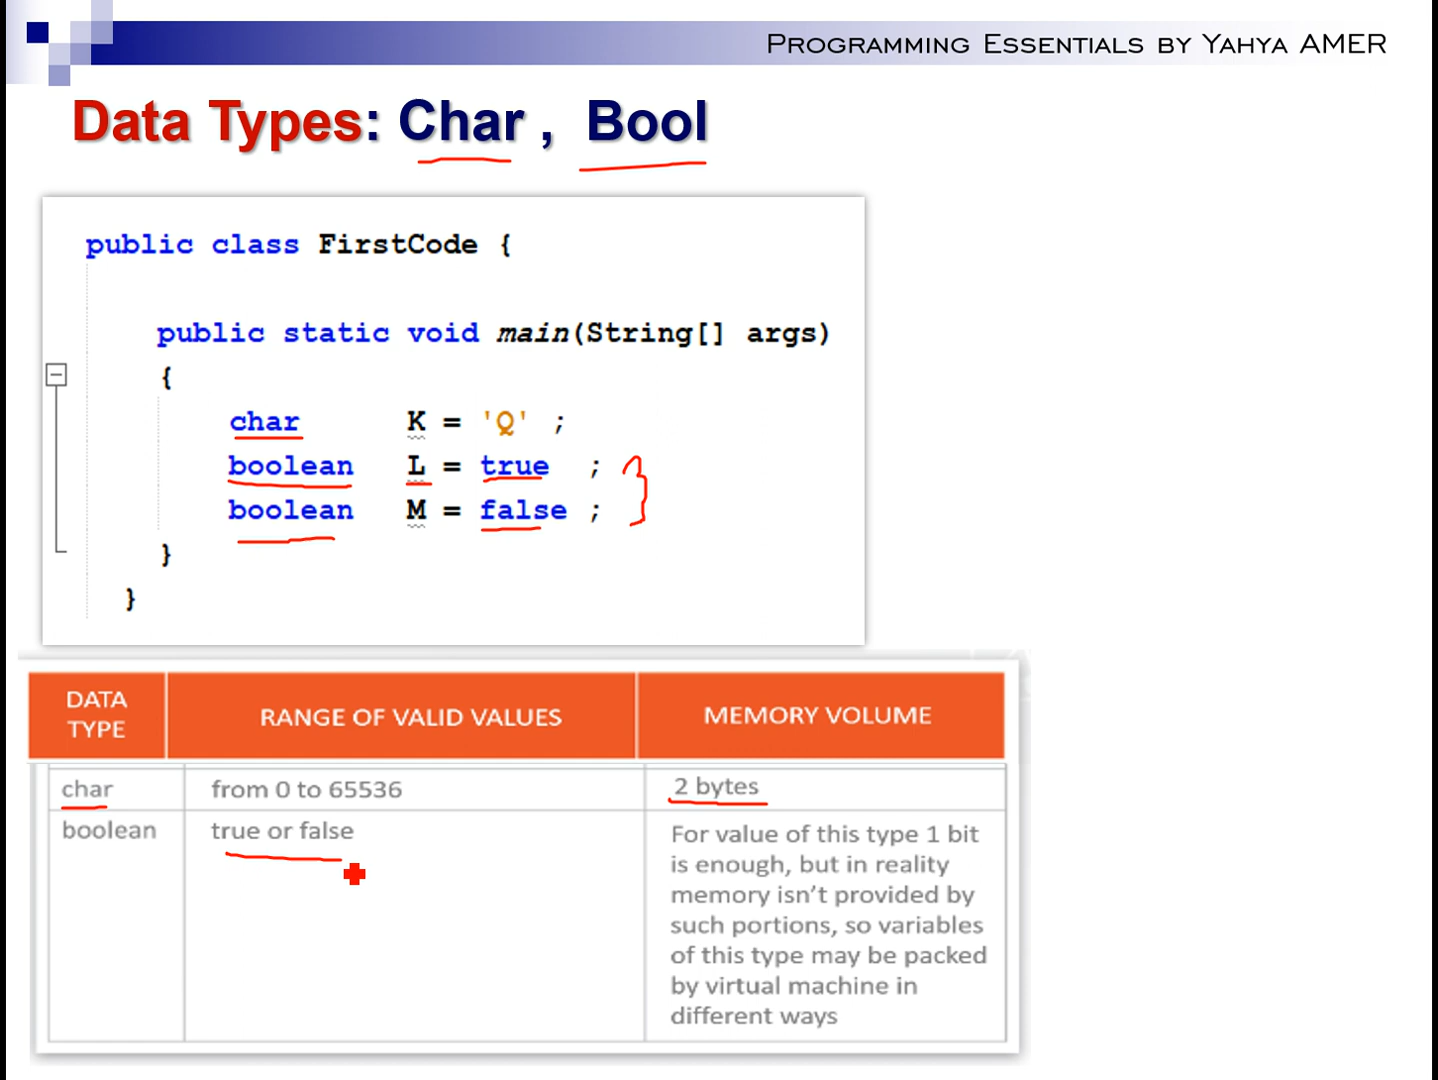 PROGRAMMING ESSENTIALS BY YAHYA AMER
Data Types: Char , Bool
public class FirstCode {
public static void main(String[] args)
{
char K = 'Q' ;
boolean L = true ;
boolean M = false ;
}
}
DATA TYPE RANGE OF VALID VALUES MEMORY VOLUME
char from 0 to 65536 2 bytes
boolean true or false For value of this type 1 bit
is enough, but in reality
memory isn't provided by
such portions, so variables
of this type may be packed
by virtual machine in
different ways